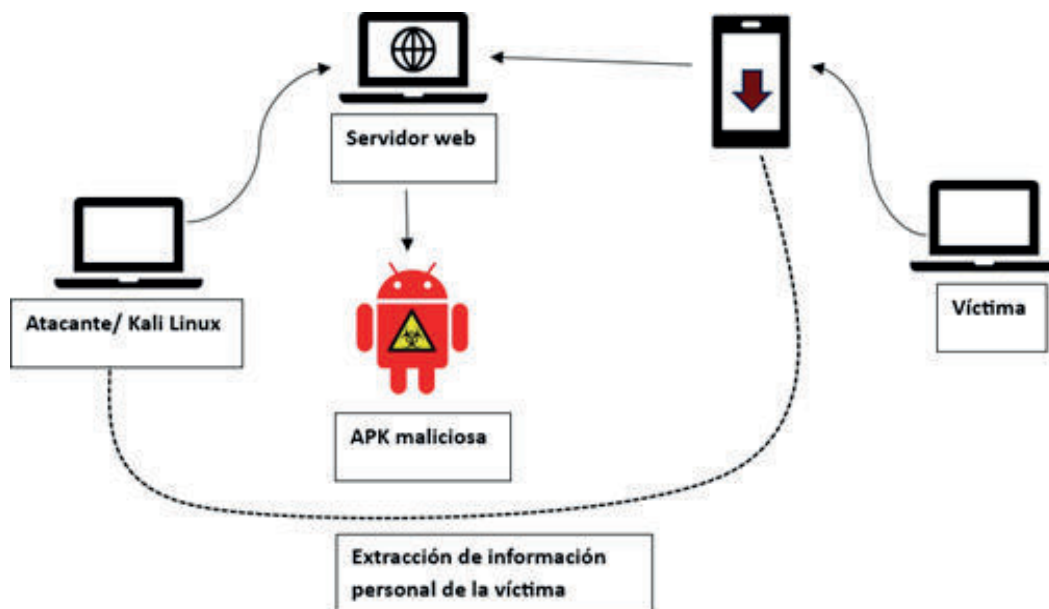 Servidor web
Atacante/ Kali Linux
Víctima
APK maliciosa
Extracción de información
personal de la víctima